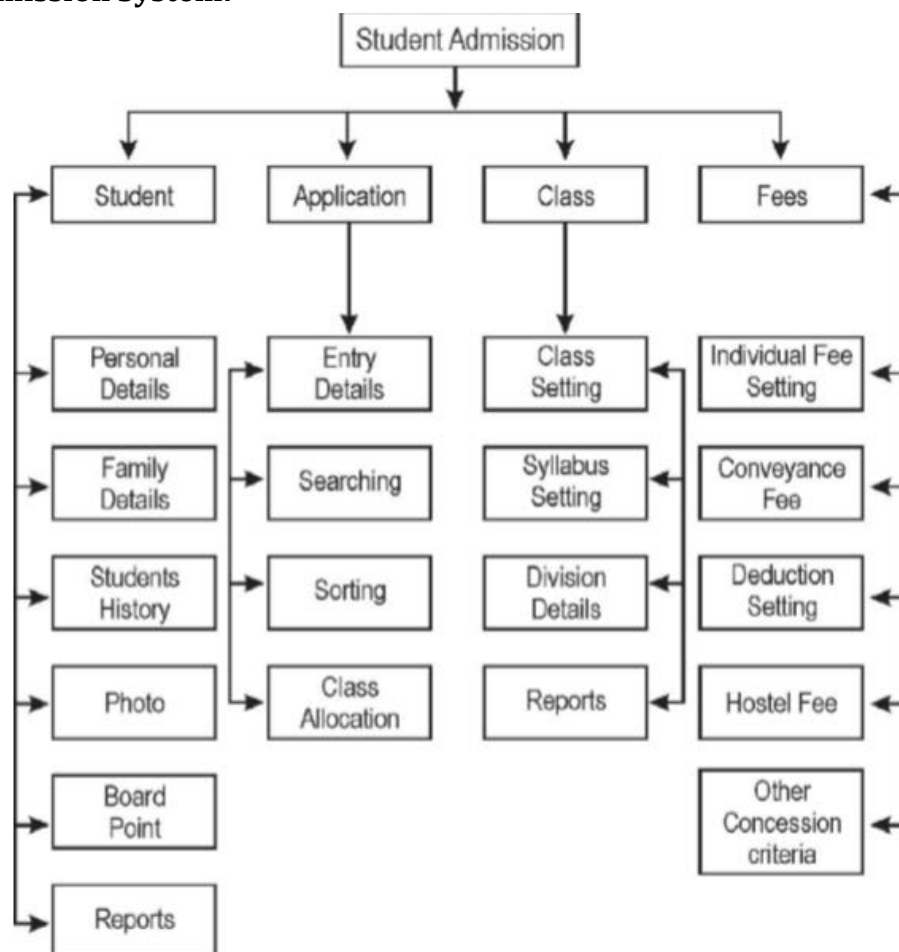 Student Admission
Student
Application
Class
Fees
Personal
Details
Entry
Details
Class
Setting
Individual Fee
Setting
Family
Details
Searching
Syllabus
Setting
Conveyance
Fee
Students
History
Sorting
Division
Details
Deduction
Setting
Photo
Class
Allocation
Reports
Hostel Fee
Board
Point
Other
Concession
criteria
Reports